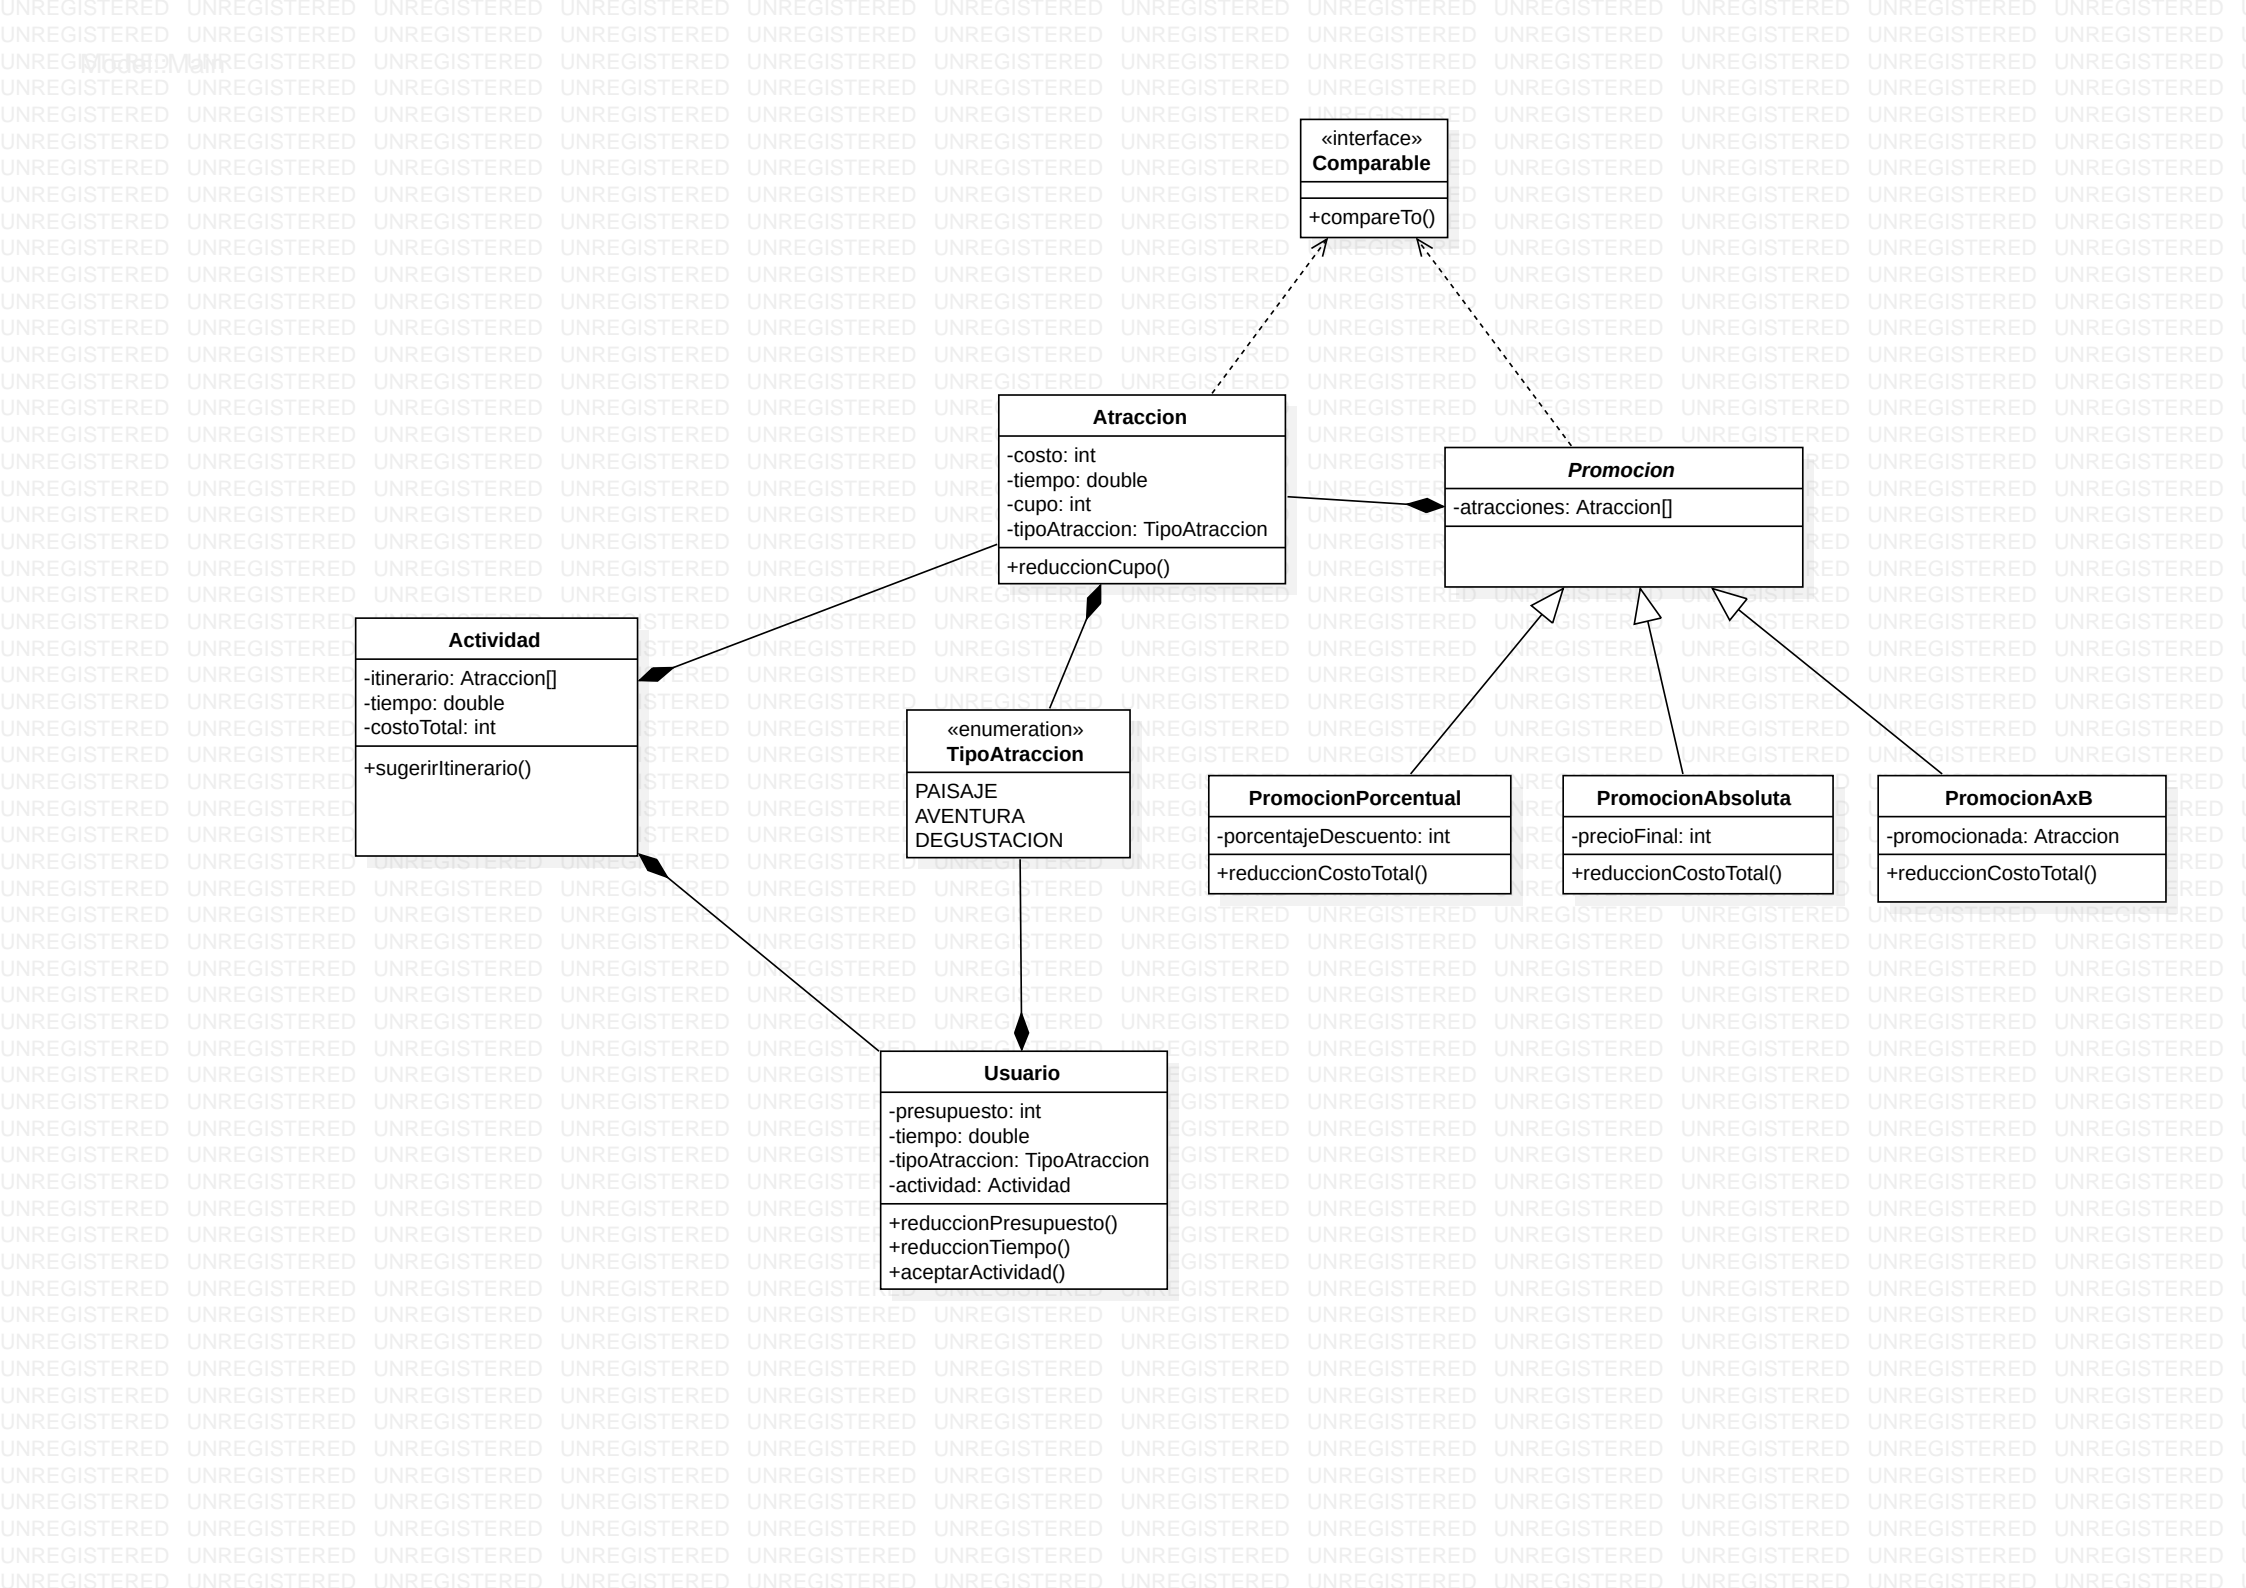 Model::Main
«interface»
Comparable
+compareTo()
Atraccion
-costo: int
-tiempo: double
-cupo: int
-tipoAtraccion: TipoAtraccion
+reduccionCupo()
Promocion
-atracciones: Atraccion[]
Actividad
-itinerario: Atraccion[]
-tiempo: double
-costoTotal: int
+sugerirItinerario()
«enumeration»
TipoAtraccion
PAISAJE
AVENTURA
DEGUSTACION
PromocionPorcentual
-porcentajeDescuento: int
+reduccionCostoTotal()
PromocionAbsoluta
-precioFinal: int
+reduccionCostoTotal()
PromocionAxB
-promocionada: Atraccion
+reduccionCostoTotal()
Usuario
-presupuesto: int
-tiempo: double
-tipoAtraccion: TipoAtraccion
-actividad: Actividad
+reduccionPresupuesto()
+reduccionTiempo()
+aceptarActividad()
UNREGISTERED